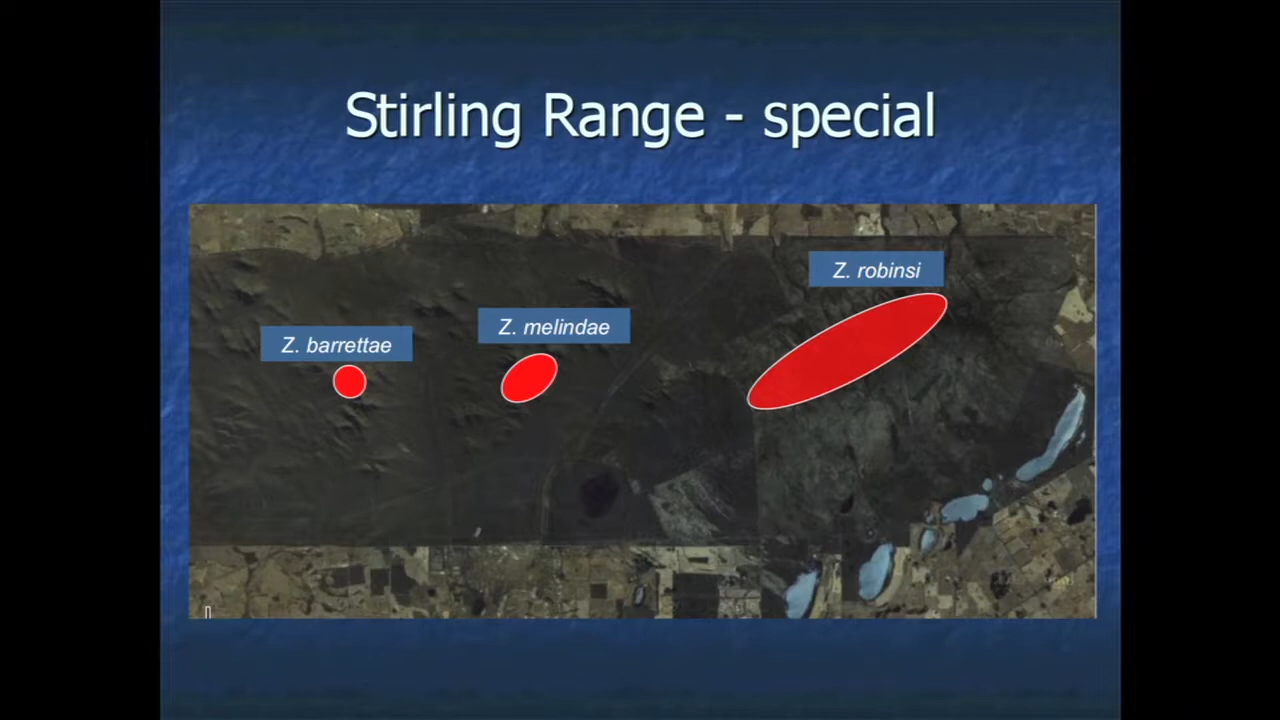 Stirling Range - special
Z. robinsi
Z. melindae
Z. barrettae